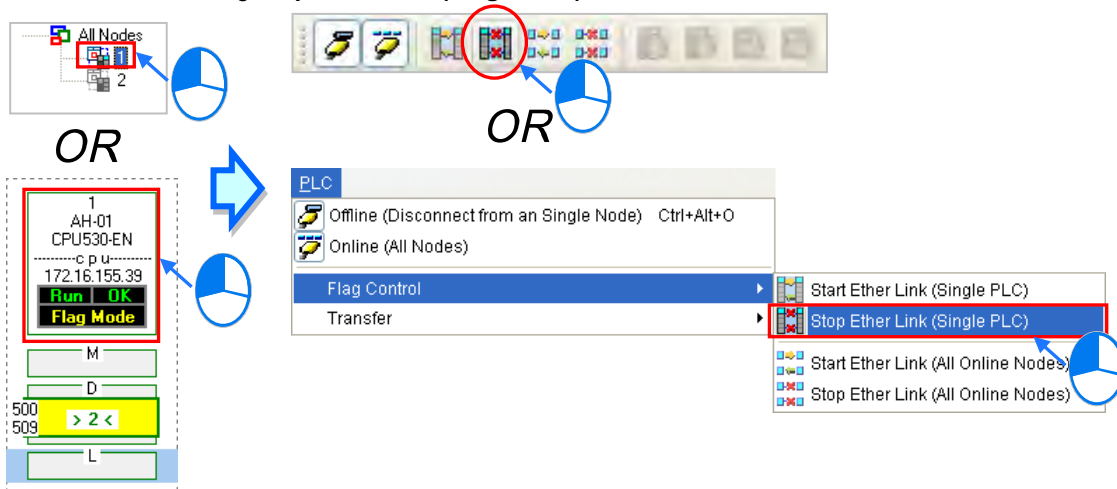 All Nodes
1
2
OR
OR
1
AH-01
CPU530-EN
---------c p u---------
172.16.155.39
Run OK
Flag Mode
M
D
500
509
> 2 <
L
PLC
Offline (Disconnect from an Single Node) Ctrl+Alt+O
Online (All Nodes)
Flag Control
Transfer
Start Ether Link (Single PLC)
Stop Ether Link (Single PLC)
Start Ether Link (All Online Nodes)
Stop Ether Link (All Online Nodes)